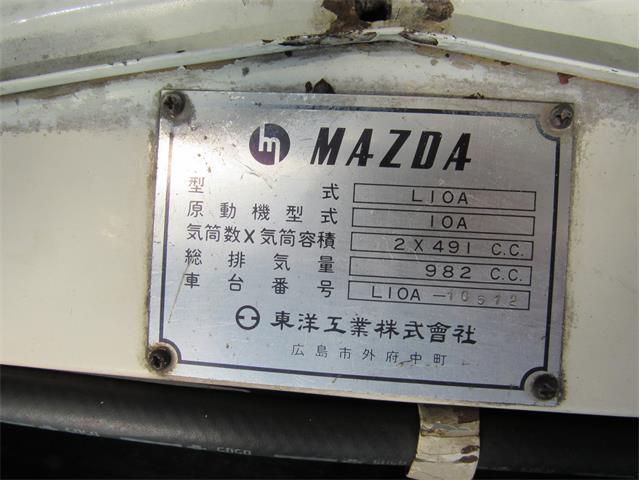 m MAZDA
型式 L10A
原動機型式 10A
気筒数X気筒容積 2X491 C.C.
総排気量 982 C.C.
車台番号 L10A-10512
東洋工業株式會社
広島市外府中町